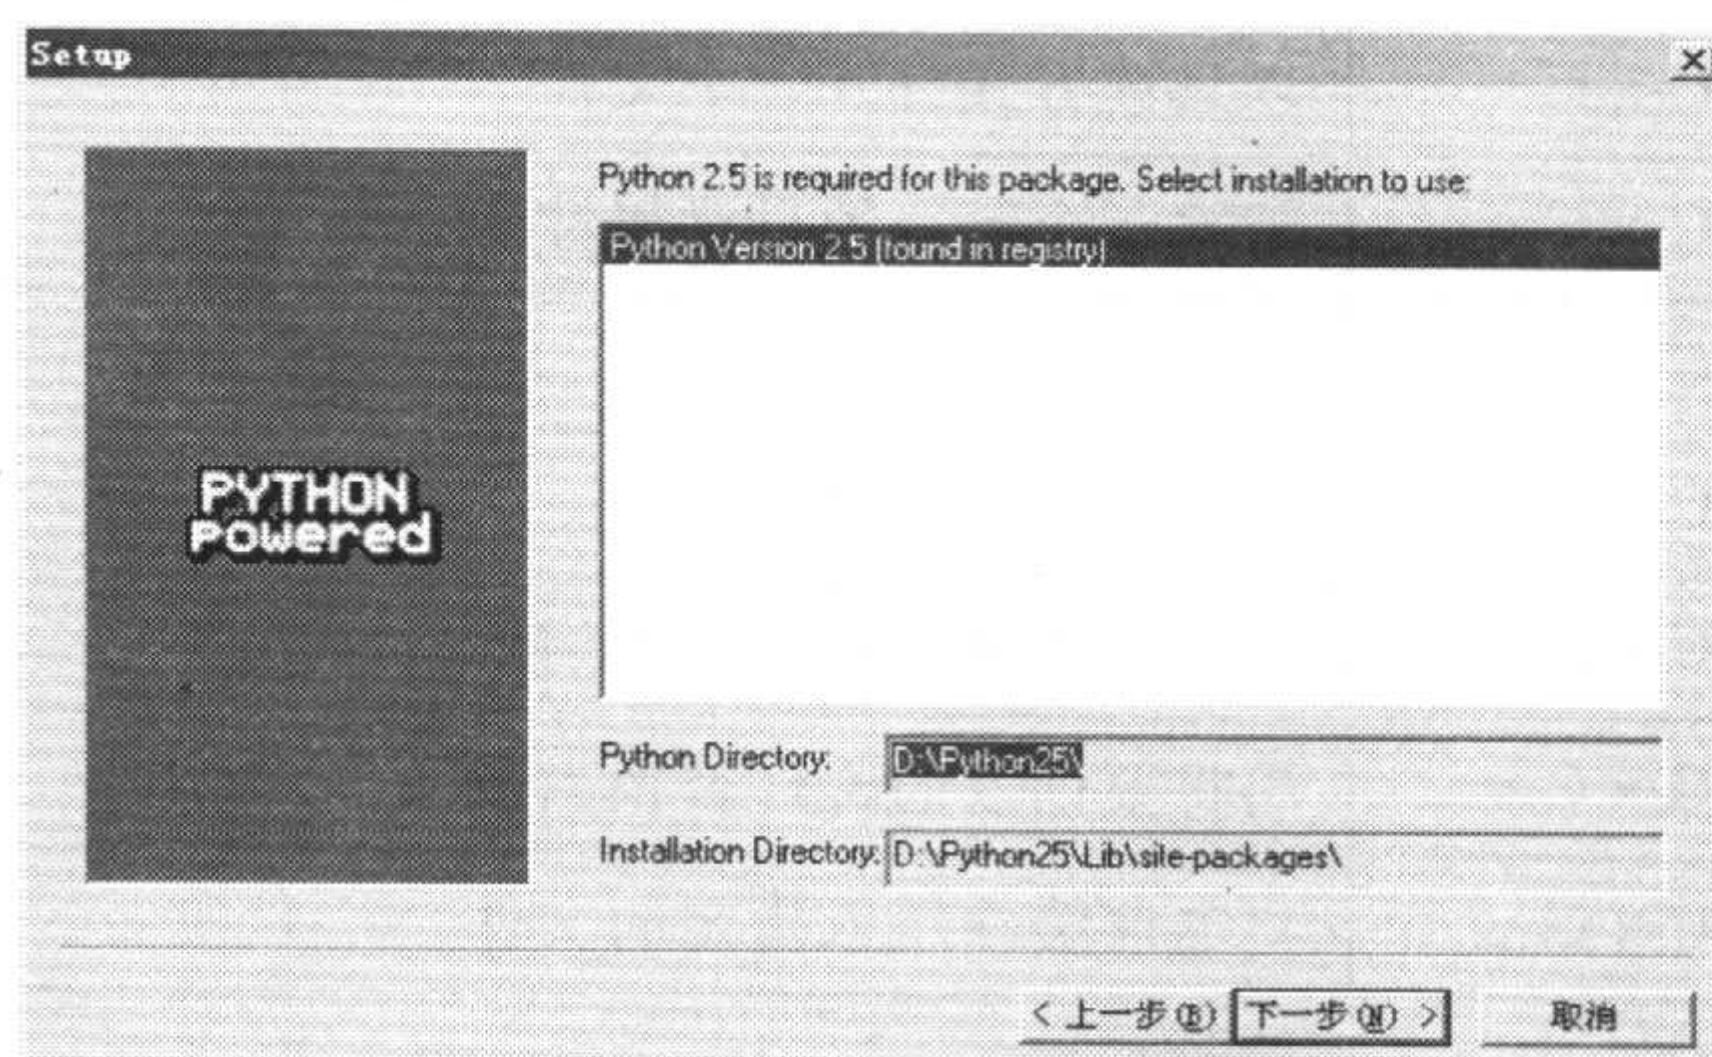 Setup
PYTHON
powered
Python 2.5 is required for this package. Select installation to use:
Python Version 2.5 (found in registry)
Python Directory: D:\Python25\
Installation Directory: D:\Python25\Lib\site-packages\
< 上一步(B) 下一步(N) > 取消